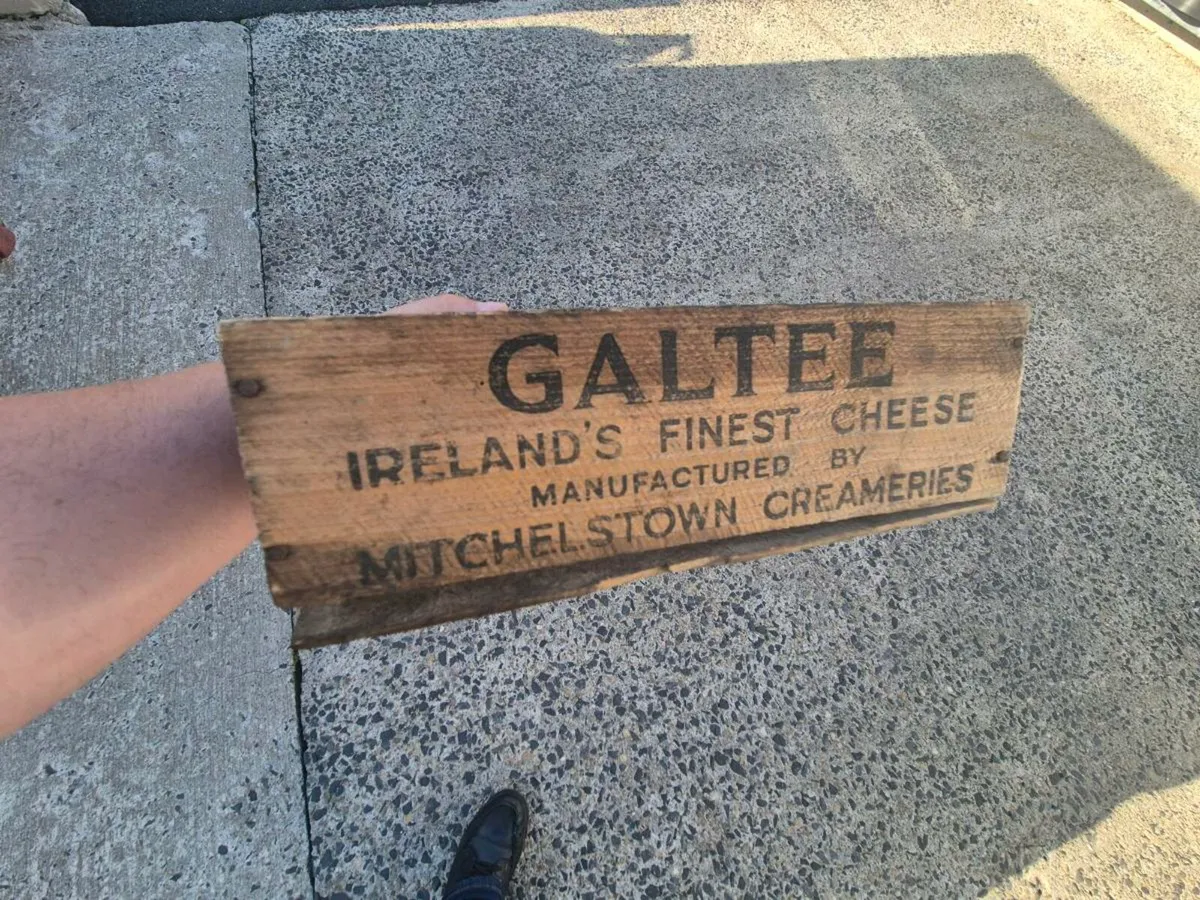 GALTEE
IRELAND'S FINEST CHEESE
MANUFACTURED BY
MITCHELSTOWN CREAMERIES